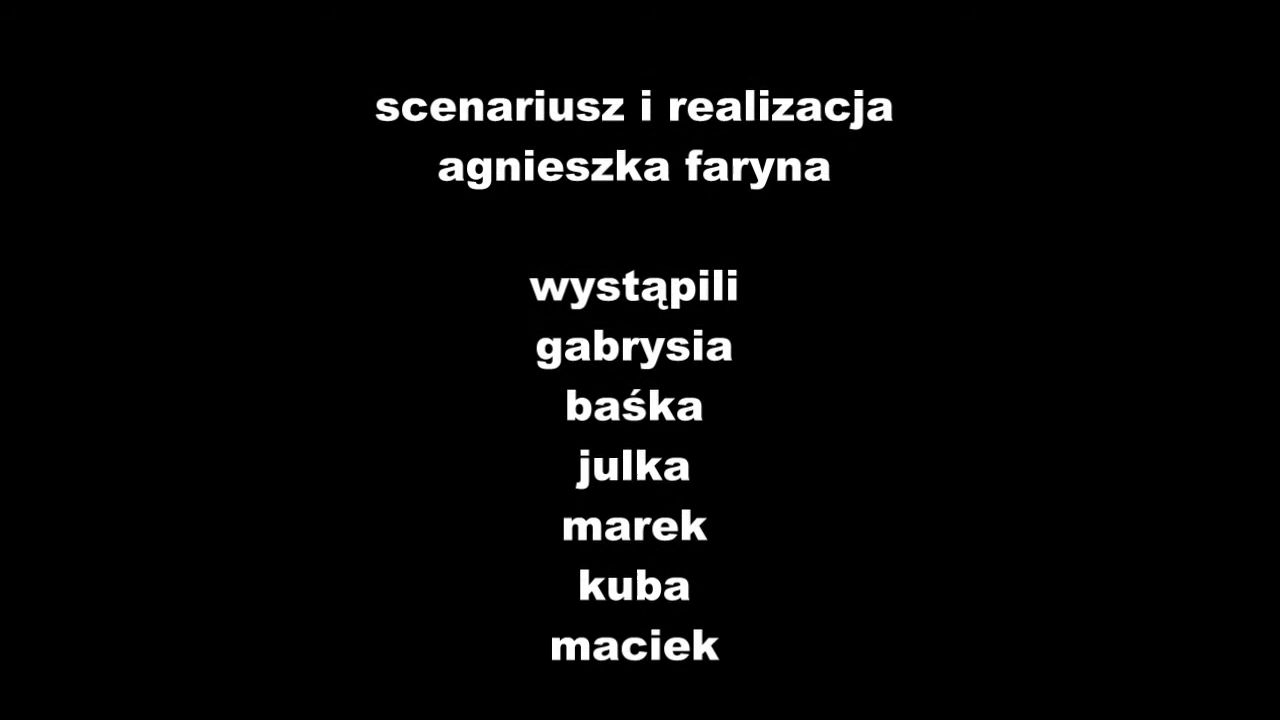 scenariusz i realizacja
agnieszka faryna
wystąpili
gabrysia
baśka
julka
marek
kuba
maciek